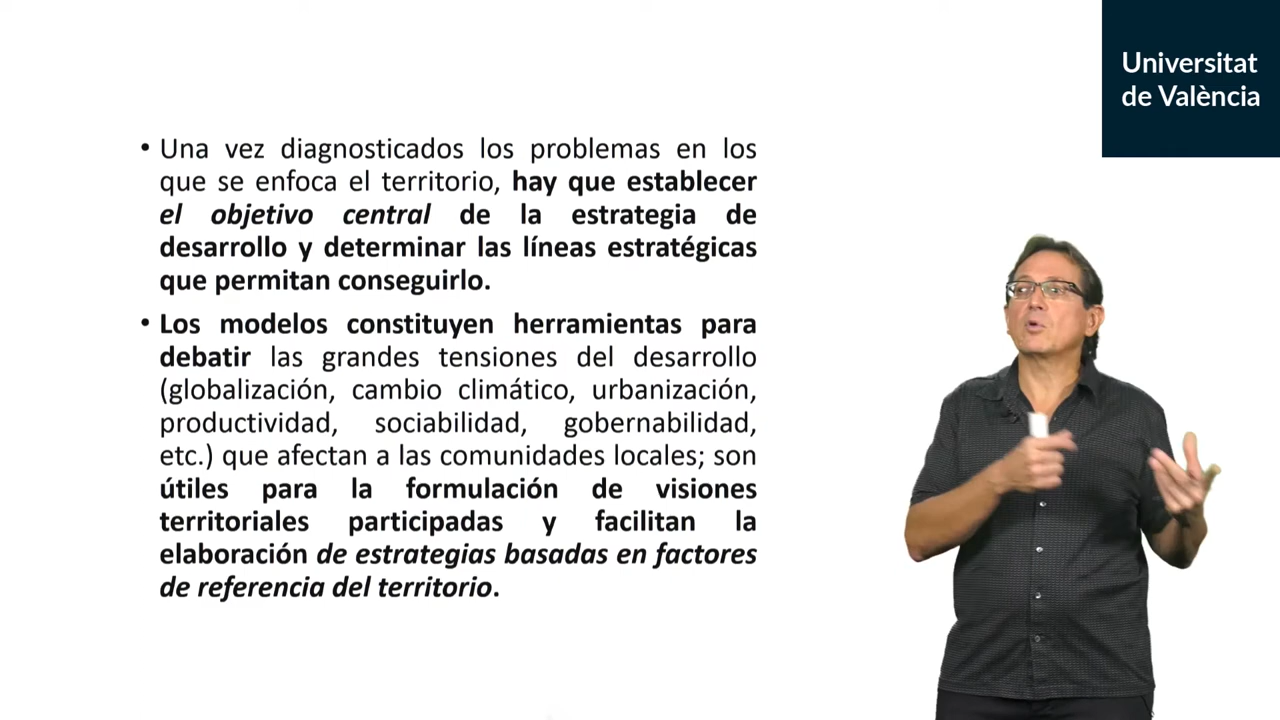 Universitat
de València
• Una vez diagnosticados los problemas en los
que se enfoca el territorio, hay que establecer
el objetivo central de la estrategia de
desarrollo y determinar las líneas estratégicas
que permitan conseguirlo.
• Los modelos constituyen herramientas para
debatir las grandes tensiones del desarrollo
(globalización, cambio climático, urbanización,
productividad, sociabilidad, gobernabilidad,
etc.) que afectan a las comunidades locales; son
útiles para la formulación de visiones
territoriales participadas y facilitan la
elaboración de estrategias basadas en factores
de referencia del territorio.